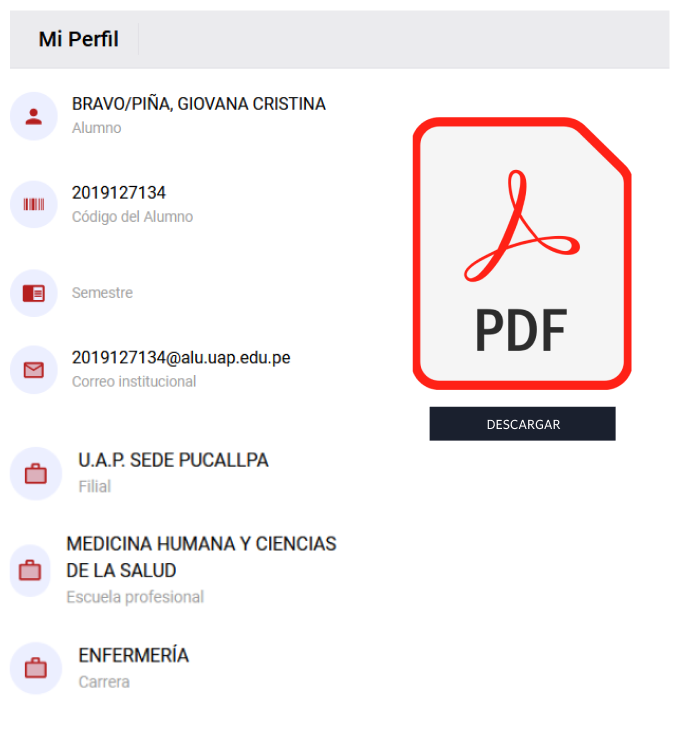 Mi Perfil
BRAVO/PIÑA, GIOVANA CRISTINA
Alumno
2019127134
Código del Alumno
Semestre
2019127134@alu.uap.edu.pe
Correo institucional
U.A.P. SEDE PUCALLPA
Filial
MEDICINA HUMANA Y CIENCIAS
DE LA SALUD
Escuela profesional
ENFERMERÍA
Carrera
PDF
DESCARGAR